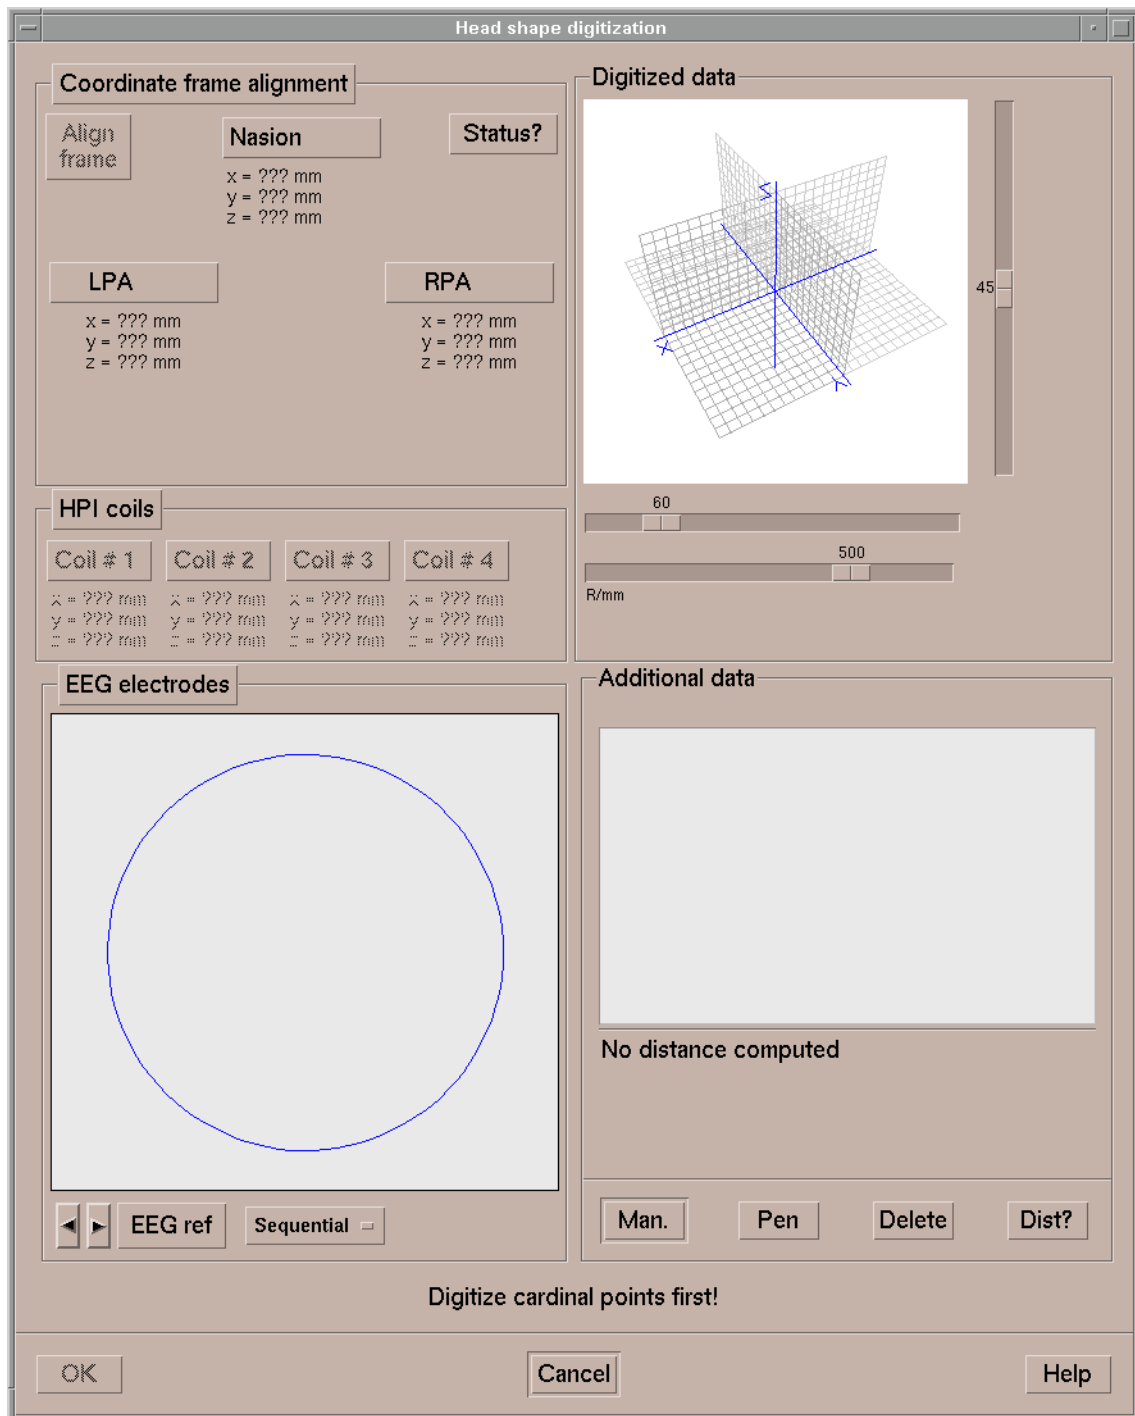 Head shape digitization
Coordinate frame alignment
Align
frame
Nasion
Status?
x = ??? mm
y = ??? mm
z = ??? mm
LPA
RPA
x = ??? mm
y = ??? mm
z = ??? mm
x = ??? mm
y = ??? mm
z = ??? mm
Digitized data
Z
X
Y
45
60
500
R/mm
HPI coils
Coil # 1
Coil # 2
Coil # 3
Coil # 4
x = ??? mm
y = ??? mm
z = ??? mm
x = ??? mm
y = ??? mm
z = ??? mm
x = ??? mm
y = ??? mm
z = ??? mm
x = ??? mm
y = ??? mm
z = ??? mm
EEG electrodes
EEG ref
Sequential
Additional data
No distance computed
Man.
Pen
Delete
Dist?
Digitize cardinal points first!
OK
Cancel
Help